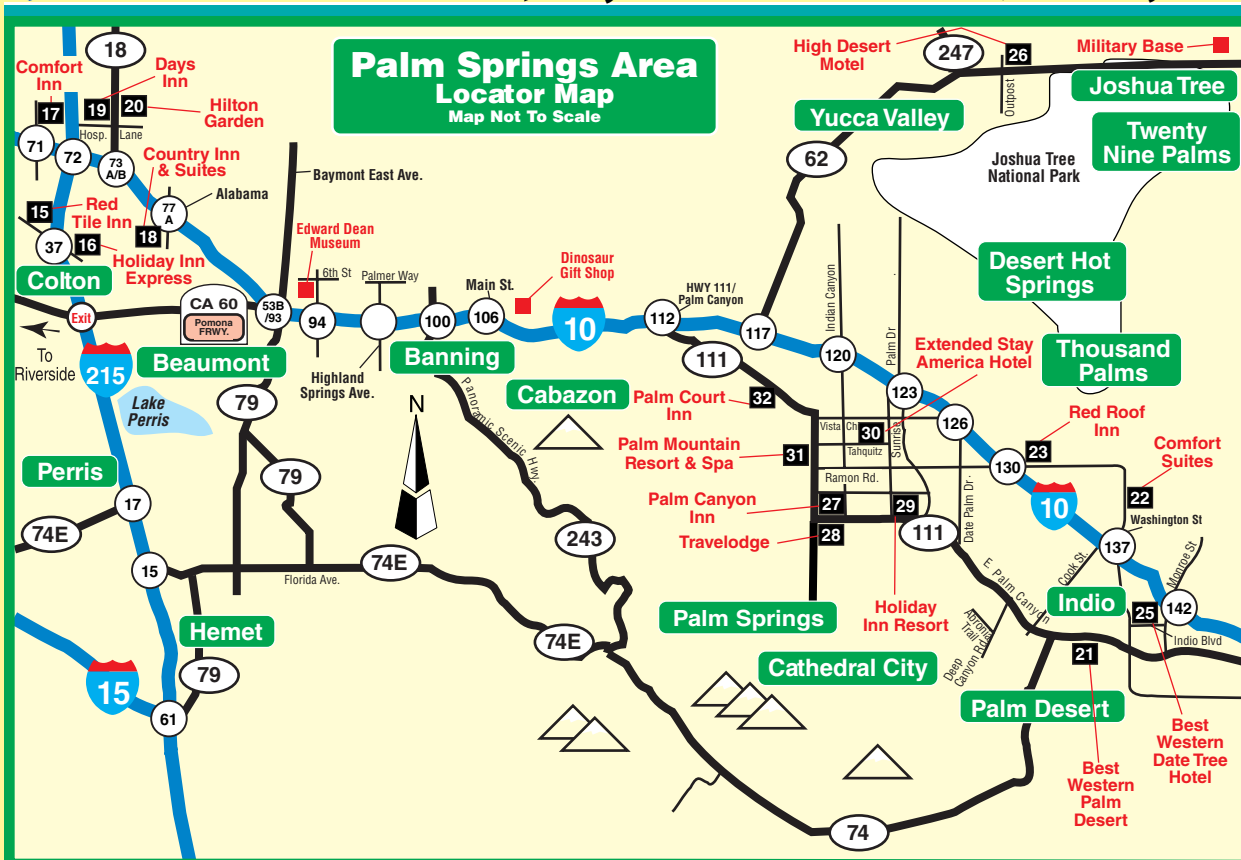 Palm Springs Area
Locator Map
Map Not To Scale
18
Comfort
Inn
17
Days
Inn
19
20
Hilton
Garden
Hosp. Lane
71
72
73
A/B
Country Inn
& Suites
77
A
Alabama
15
Red
Tile Inn
18
37
16
Holiday Inn
Express
Colton
Exit
CA 60
Pomona
FRWY.
To
Riverside
215
Beaumont
Lake
Perris
Baymont East Ave.
Edward Dean
Museum
6th St
Palmer Way
53B
/93
94
Highland
Springs Ave.
100
Main St.
106
Dinosaur
Gift Shop
Banning
10
Cabazon
Panoramic Scenic Hwy.
N
79
79
Perris
17
74E
15
Florida Ave.
74E
243
74E
Hemet
79
15
61
High Desert
Motel
247
26
Outpost
Military Base
Joshua Tree
Yucca Valley
Twenty
Nine Palms
62
Joshua Tree
National Park
Desert Hot
Springs
Thousand
Palms
HWY 111/
Palm Canyon
112
117
111
Indian Canyon
120
Palm Dr
123
Extended Stay
America Hotel
126
Palm Court
Inn
32
Vista Ch
30
Tahquitz
Sunrise
Palm Mountain
Resort & Spa
31
Ramon Rd.
Palm Canyon
Inn
27
29
Travelodge
28
111
Date Palm Dr.
130
23
Red Roof
Inn
10
Comfort
Suites
22
Washington St
137
Monroe St
142
Cook St.
E. Palm Canyon
Indio
25
Indio Blvd
Palm Springs
Holiday
Inn Resort
Abronia
Trail
Deep
Canyon Rd.
Cathedral City
21
Palm Desert
Best
Western
Palm
Desert
Best
Western
Date Tree
Hotel
74